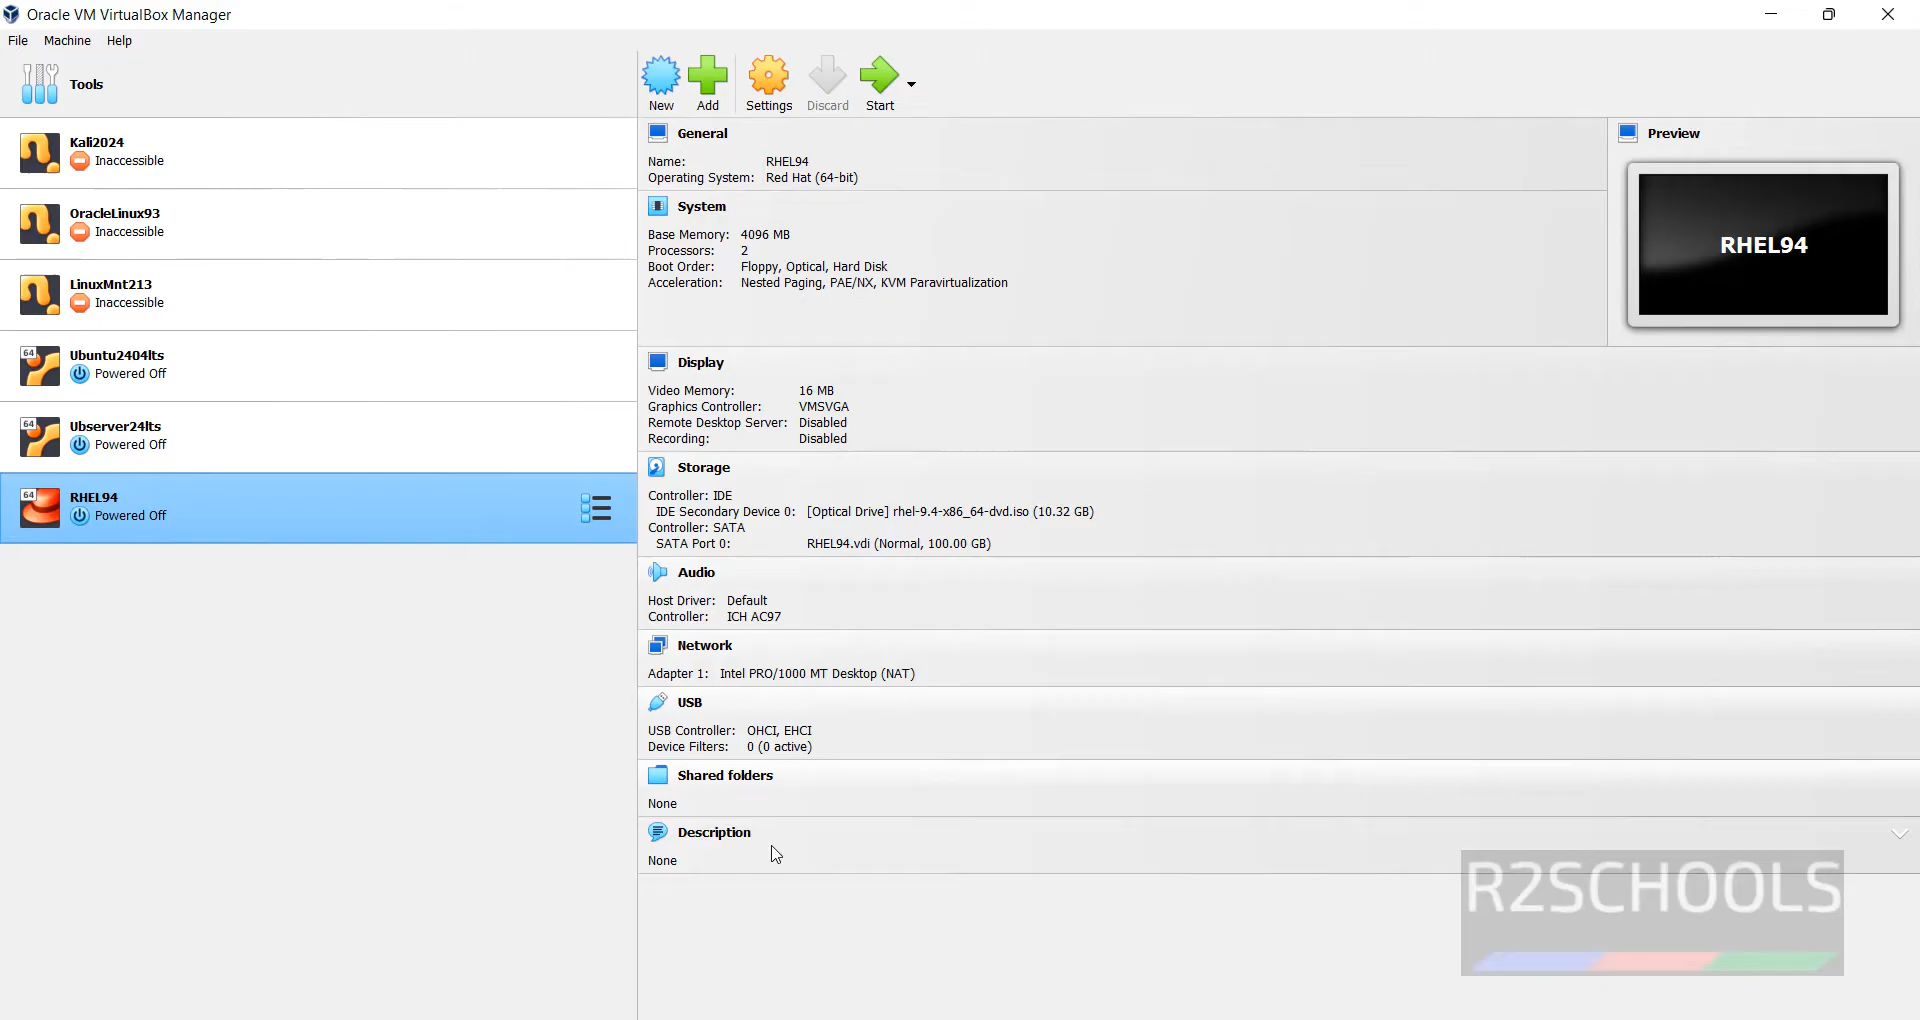 Oracle VM VirtualBox Manager
File Machine Help
Tools
New Add Settings Discard Start
Kali2024
Inaccessible
OracleLinux93
Inaccessible
LinuxMnt213
Inaccessible
64
Ubuntu2404lts
Powered Off
64
Ubserver24lts
Powered Off
64
RHEL94
Powered Off
General
Name: RHEL94
Operating System: Red Hat (64-bit)
System
Base Memory: 4096 MB
Processors: 2
Boot Order: Floppy, Optical, Hard Disk
Acceleration: Nested Paging, PAE/NX, KVM Paravirtualization
Preview
RHEL94
Display
Video Memory: 16 MB
Graphics Controller: VMSVGA
Remote Desktop Server: Disabled
Recording: Disabled
Storage
Controller: IDE
IDE Secondary Device 0: [Optical Drive] rhel-9.4-x86_64-dvd.iso (10.32 GB)
Controller: SATA
SATA Port 0: RHEL94.vdi (Normal, 100.00 GB)
Audio
Host Driver: Default
Controller: ICH AC97
Network
Adapter 1: Intel PRO/1000 MT Desktop (NAT)
USB
USB Controller: OHCI, EHCI
Device Filters: 0 (0 active)
Shared folders
None
Description
None
R2SCHOOLS